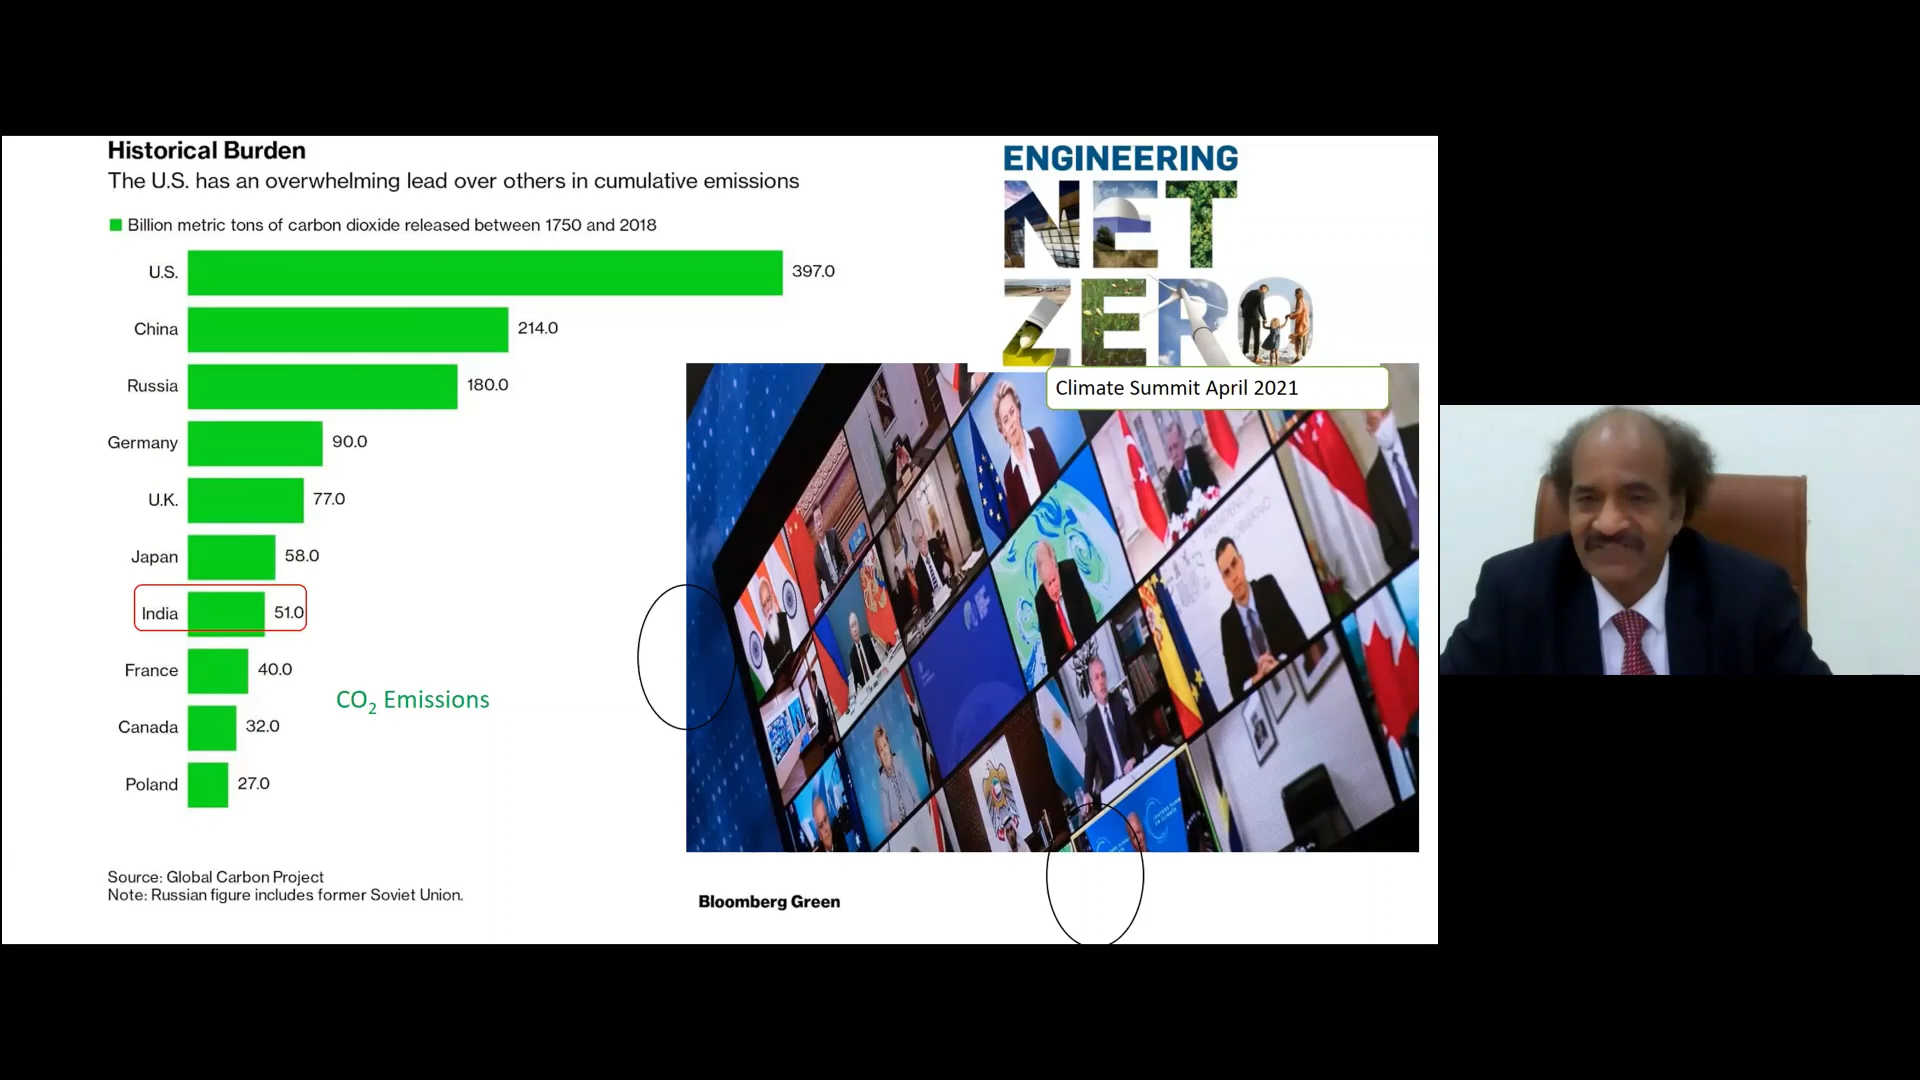 Historical Burden
The U.S. has an overwhelming lead over others in cumulative emissions
Billion metric tons of carbon dioxide released between 1750 and 2018
U.S. 397.0
China 214.0
Russia 180.0
Germany 90.0
U.K. 77.0
Japan 58.0
India 51.0
France 40.0
Canada 32.0
Poland 27.0
CO₂ Emissions
Source: Global Carbon Project
Note: Russian figure includes former Soviet Union.
ENGINEERING
NET
ZERO
Climate Summit April 2021
Bloomberg Green